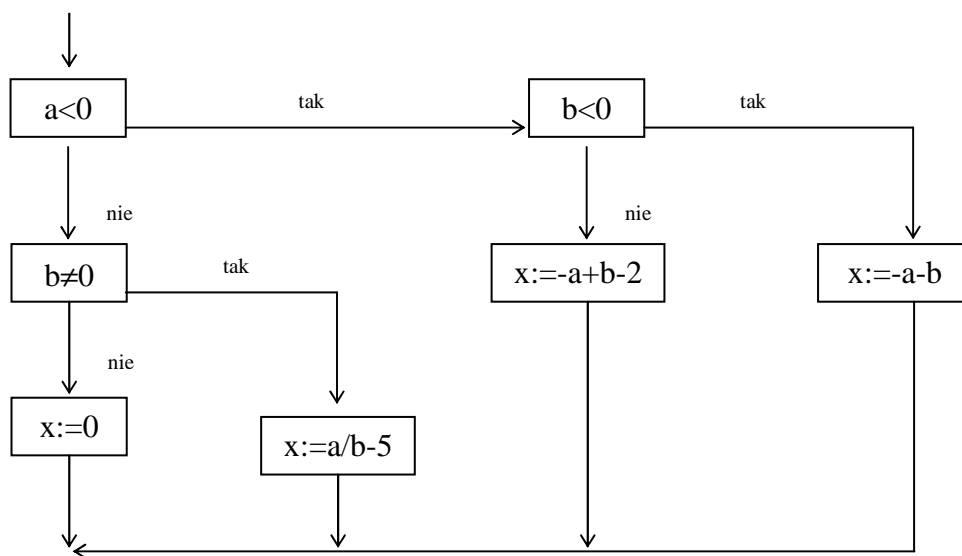 a<0
tak
b<0
tak
nie
nie
b≠0
tak
x:=-a+b-2
x:=-a-b
nie
x:=0
x:=a/b-5